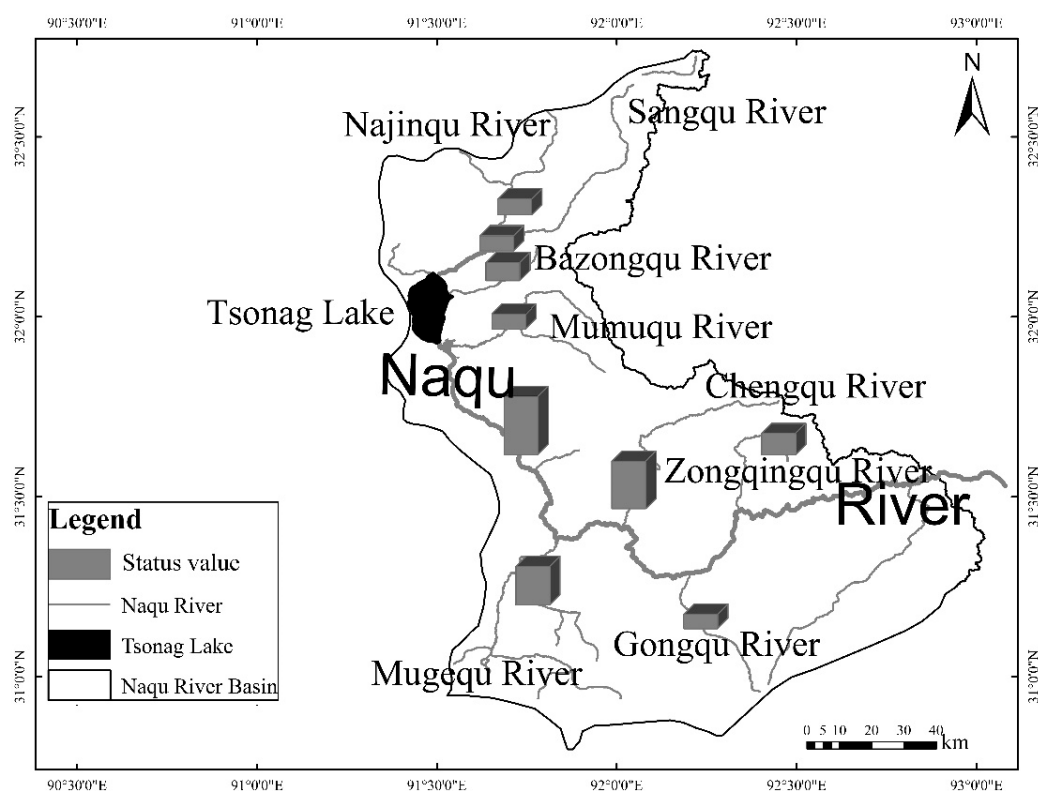 90°30'0"E 91°0'0"E 91°30'0"E 92°0'0"E 92°30'0"E 93°0'0"E
N
Sangqu River
Najinqu River
32°30'0"N 32°30'0"N
Bazongqu River
Tsonag Lake
32°0'0"N 32°0'0"N
Mumuqu River
Naqu
Chengqu River
Zongqingqu River
River
31°30'0"N 31°30'0"N
Legend
Status value
Naqu River
Tsonag Lake
Naqu River Basin
Gongqu River
Mugequ River
31°0'0"N 31°0'0"N
0 5 10 20 30 40
km
90°30'0"E 91°0'0"E 91°30'0"E 92°0'0"E 92°30'0"E 93°0'0"E